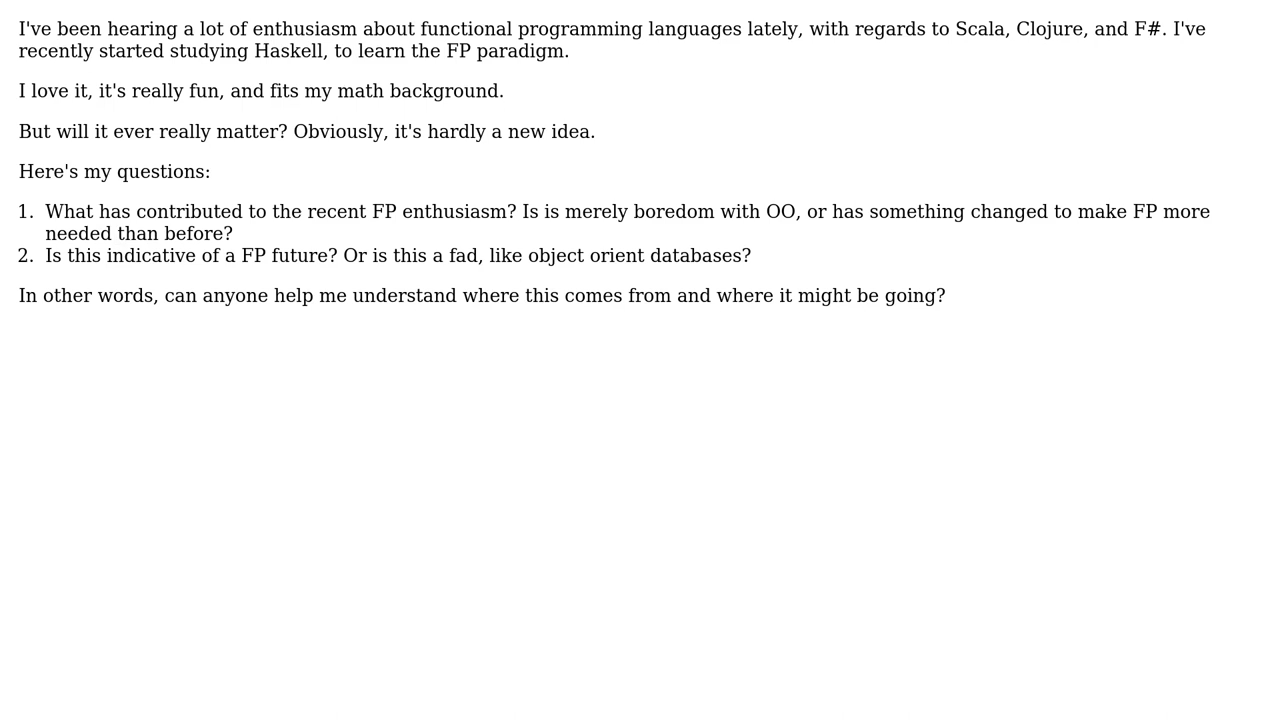 I've been hearing a lot of enthusiasm about functional programming languages lately, with regards to Scala, Clojure, and F#. I've
recently started studying Haskell, to learn the FP paradigm.
I love it, it's really fun, and fits my math background.
But will it ever really matter? Obviously, it's hardly a new idea.
Here's my questions:
1. What has contributed to the recent FP enthusiasm? Is is merely boredom with OO, or has something changed to make FP more
needed than before?
2. Is this indicative of a FP future? Or is this a fad, like object orient databases?
In other words, can anyone help me understand where this comes from and where it might be going?